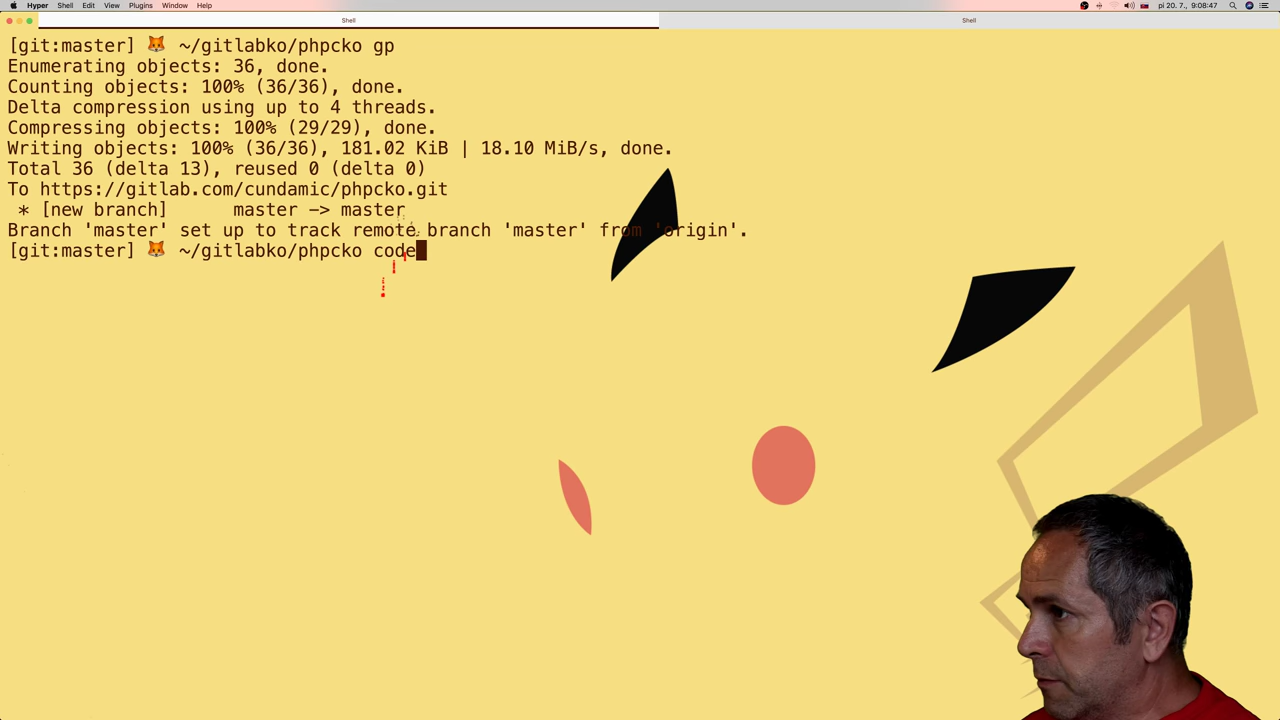 Hyper Shell Edit View Plugins Window Help pi 20. 7., 9:08:47
Shell Shell
[git:master] 🦊 ~/gitlabko/phpcko gp
Enumerating objects: 36, done.
Counting objects: 100% (36/36), done.
Delta compression using up to 4 threads.
Compressing objects: 100% (29/29), done.
Writing objects: 100% (36/36), 181.02 KiB | 18.10 MiB/s, done.
Total 36 (delta 13), reused 0 (delta 0)
To https://gitlab.com/cundamic/phpcko.git
 * [new branch]      master -> master
Branch 'master' set up to track remote branch 'master' from 'origin'.
[git:master] 🦊 ~/gitlabko/phpcko code